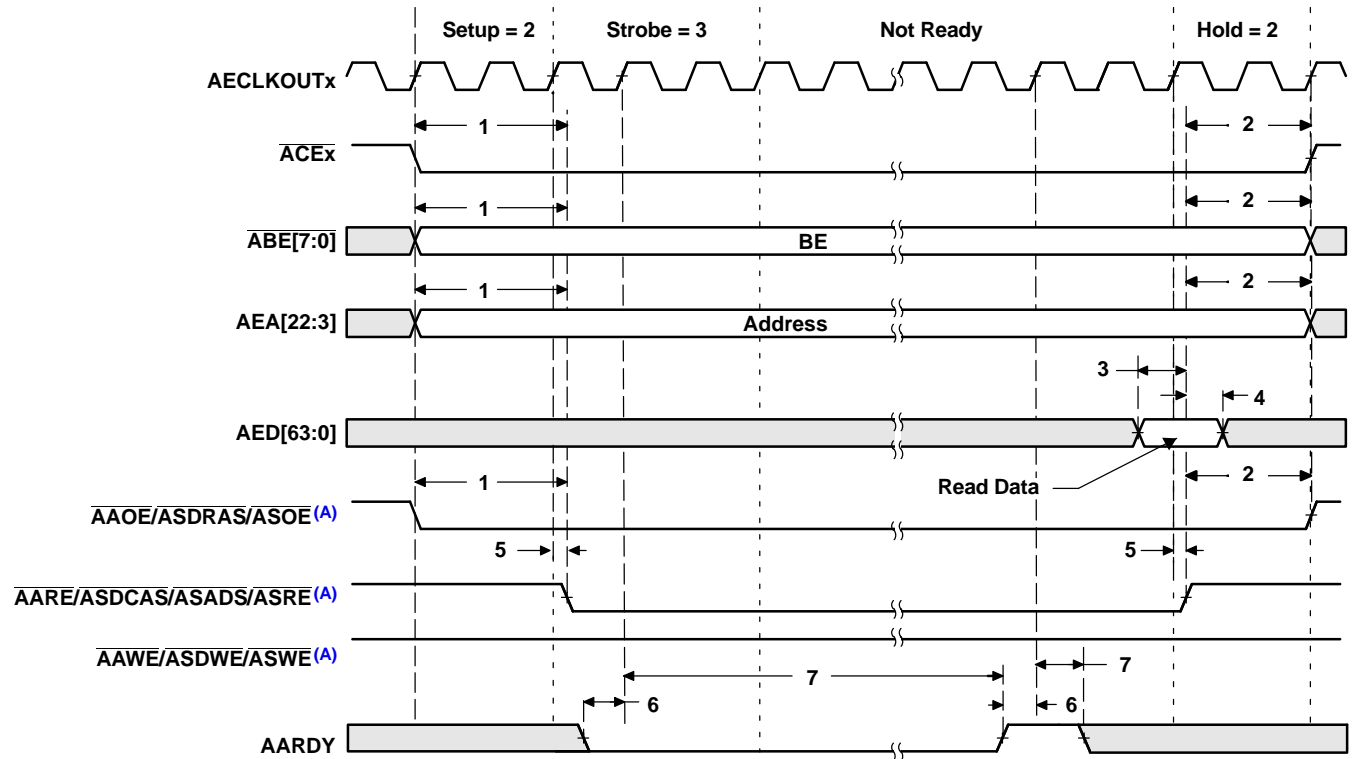 Setup = 2 Strobe = 3 Not Ready Hold = 2
AECLKOUTx
1 2
ACEx
1 2
ABE[7:0] BE
1 2
AEA[22:3] Address
3
4
AED[63:0]
1 Read Data 2
AAOE/ASDRAS/ASOE (A)
5 5
AARE/ASDCAS/ASADS/ASRE (A)
AAWE/ASDWE/ASWE (A)
7 7
6 6
AARDY